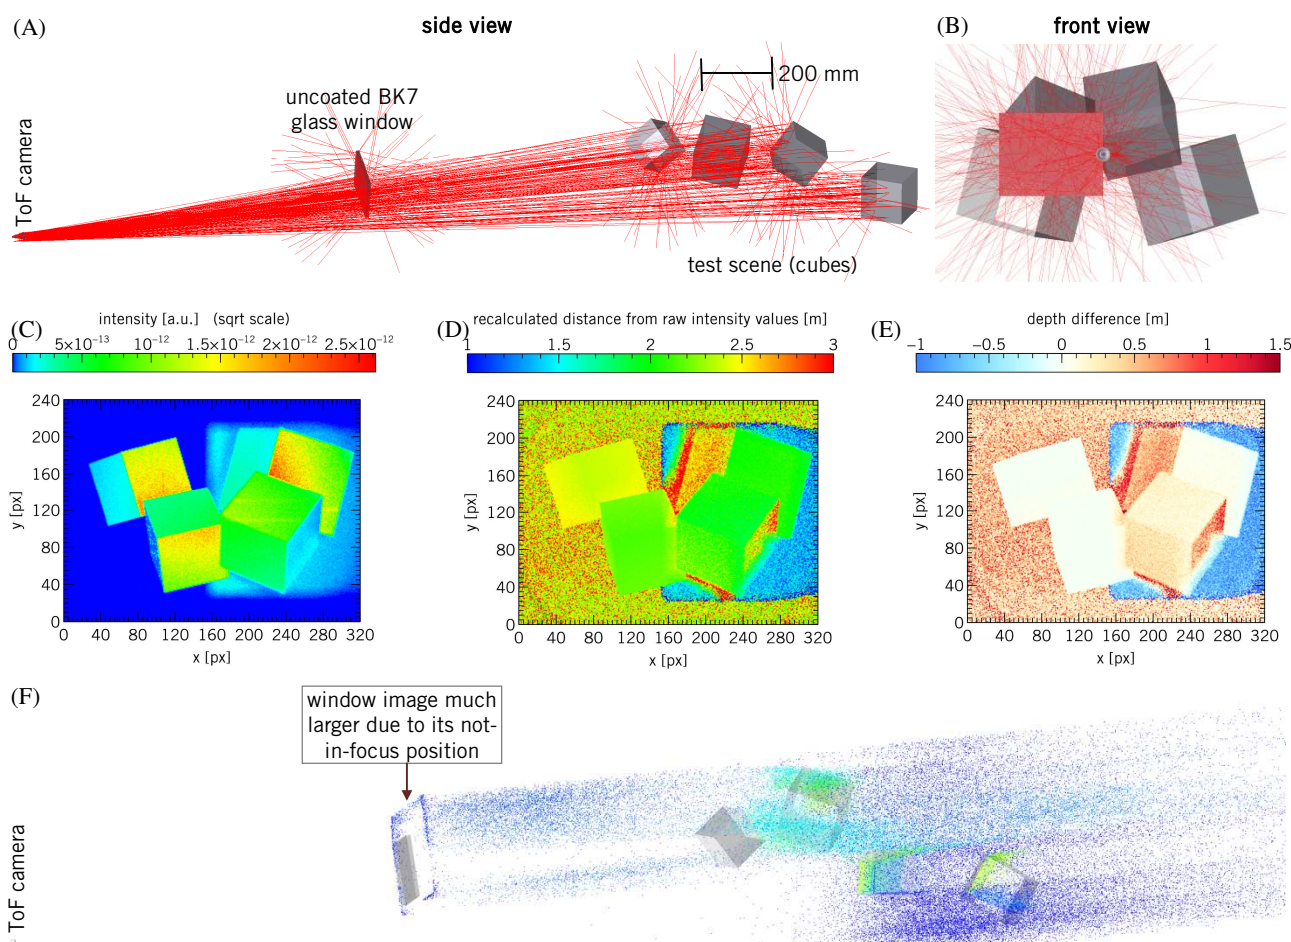 (A)
side view
(B)
front view
uncoated BK7
glass window
200 mm
ToF camera
test scene (cubes)
(C)
intensity [a.u.] (sqrt scale)
0 5×10⁻¹³ 10⁻¹² 1.5×10⁻¹² 2.0×10⁻¹² 2.5×10⁻¹²
240
200
160
120
80
40
0
y [px]
0 40 80 120 160 200 240 280 320
x [px]
(D)
recalculated distance from raw intensity values [m]
1 1.5 2 2.5 3
240
200
160
120
80
40
0
y [px]
0 40 80 120 160 200 240 280 320
x [px]
(E)
depth difference [m]
−1 −0.5 0 0.5 1 1.5
240
200
160
120
80
40
0
y [px]
0 40 80 120 160 200 240 280 320
x [px]
(F)
window image much
larger due to its not-
in-focus position
ToF camera